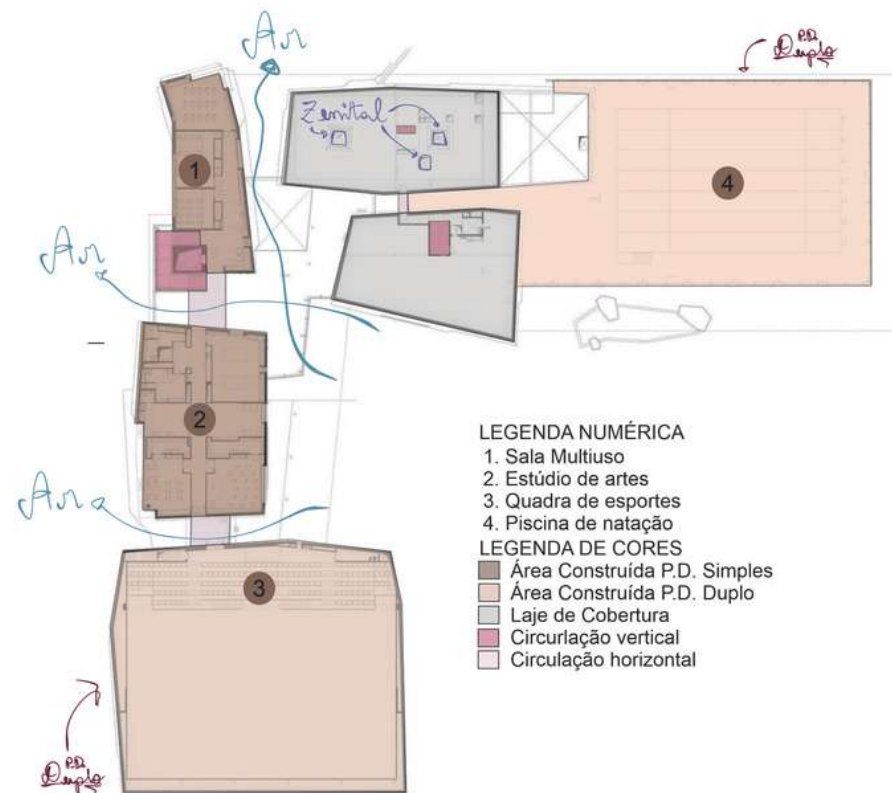 Ar
P.D.
Duplo
Zenital
1
4
Ar
2
LEGENDA NUMÉRICA
1. Sala Multiuso
2. Estúdio de artes
3. Quadra de esportes
4. Piscina de natação
Ar
LEGENDA DE CORES
Área Construída P.D. Simples
Área Construída P.D. Duplo
3
Laje de Cobertura
Circurlação vertical
Circulação horizontal
P.D.
Duplo